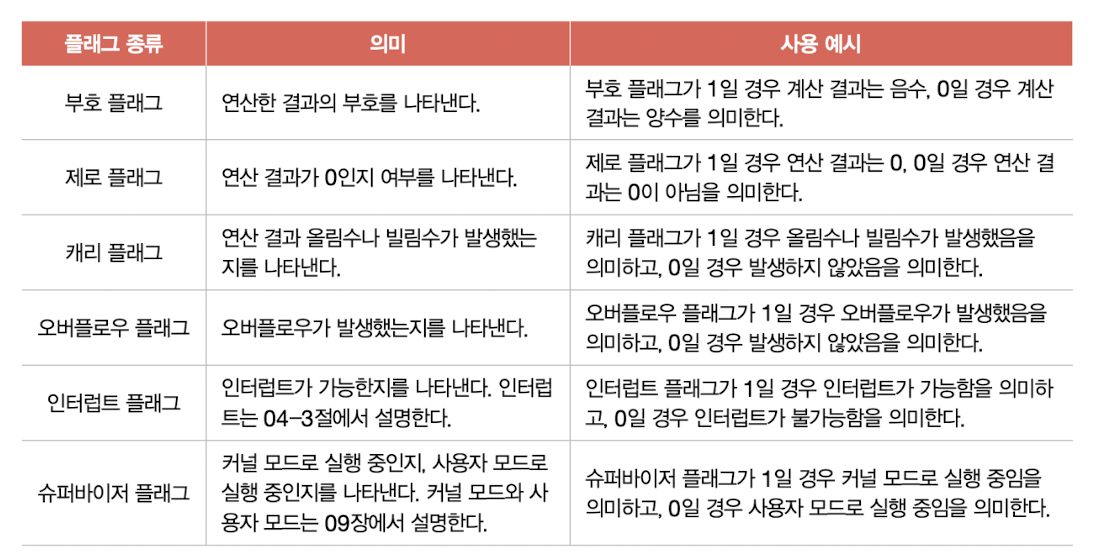 플래그 종류
의미
사용 예시
부호 플래그
연산한 결과의 부호를 나타낸다.
부호 플래그가 1일 경우 계산 결과는 음수, 0일 경우 계산
결과는 양수를 의미한다.
제로 플래그
연산 결과가 0인지 여부를 나타낸다.
제로 플래그가 1일 경우 연산 결과는 0, 0일 경우 연산 결
과는 0이 아님을 의미한다.
캐리 플래그
연산 결과 올림수나 빌림수가 발생했는
지를 나타낸다.
캐리 플래그가 1일 경우 올림수나 빌림수가 발생했음을
의미하고, 0일 경우 발생하지 않았음을 의미한다.
오버플로우 플래그
오버플로우가 발생했는지를 나타낸다.
오버플로우 플래그가 1일 경우 오버플로우가 발생했음을
의미하고, 0일 경우 발생하지 않았음을 의미한다.
인터럽트 플래그
인터럽트가 가능한지를 나타낸다. 인터럽
트는 04-3절에서 설명한다.
인터럽트 플래그가 1일 경우 인터럽트가 가능함을 의미하
고, 0일 경우 인터럽트가 불가능함을 의미한다.
슈퍼바이저 플래그
커널 모드로 실행 중인지, 사용자 모드로
실행 중인지를 나타낸다. 커널 모드와 사
용자 모드는 09장에서 설명한다.
슈퍼바이저 플래그가 1일 경우 커널 모드로 실행 중임을
의미하고, 0일 경우 사용자 모드로 실행 중임을 의미한다.